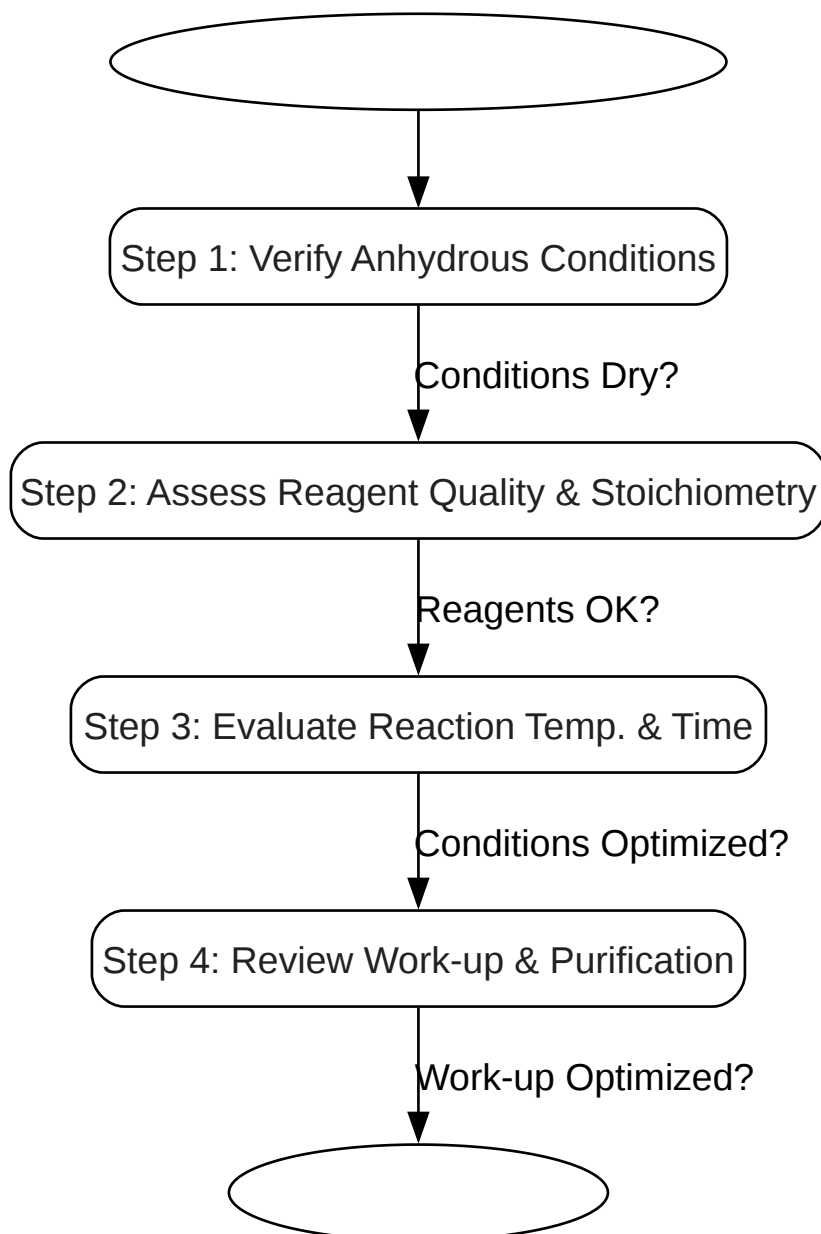 Step 1: Verify Anhydrous Conditions
Conditions Dry?
Step 2: Assess Reagent Quality & Stoichiometry
Reagents OK?
Step 3: Evaluate Reaction Temp. & Time
Conditions Optimized?
Step 4: Review Work-up & Purification
Work-up Optimized?